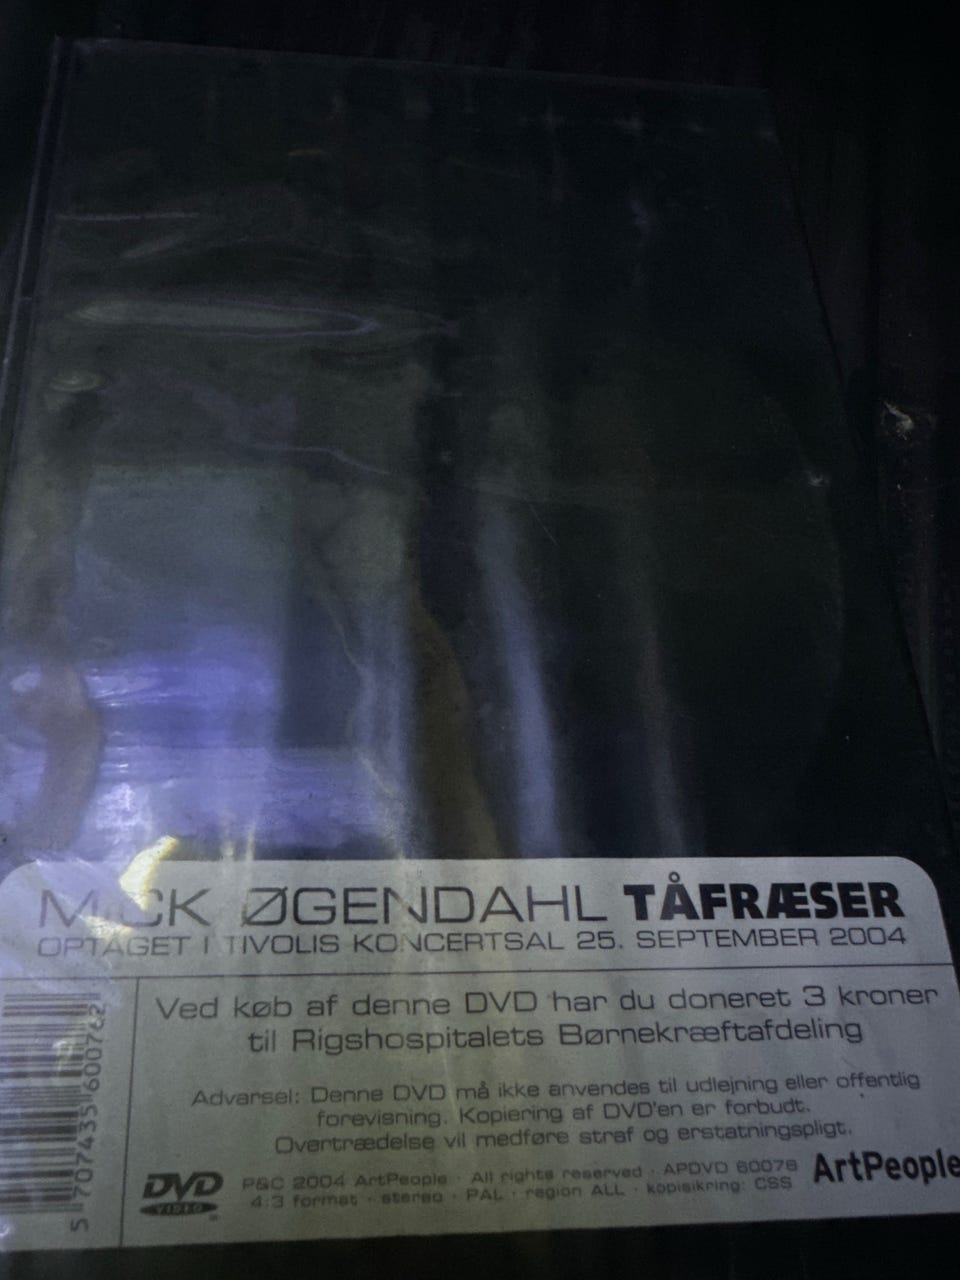 MICK ØGENDAHL TÅFRÆSER
OPTAGET I TIVOLIS KONCERTSAL 25. SEPTEMBER 2004
Ved køb af denne DVD har du doneret 3 kroner
til Rigshospitalets Børnekræftafdeling
Advarsel: Denne DVD må ikke anvendes til udlejning eller offentlig
forevisning. Kopiering af DVD'en er forbudt.
Overtrædelse vil medføre straf og erstatningspligt.
DVD
VIDEO
P&C 2004 ArtPeople · All rights reserved · APDVD 60076
4:3 format · stereo · PAL · region ALL · kopisikring: CSS
ArtPeople
5 707435 600762